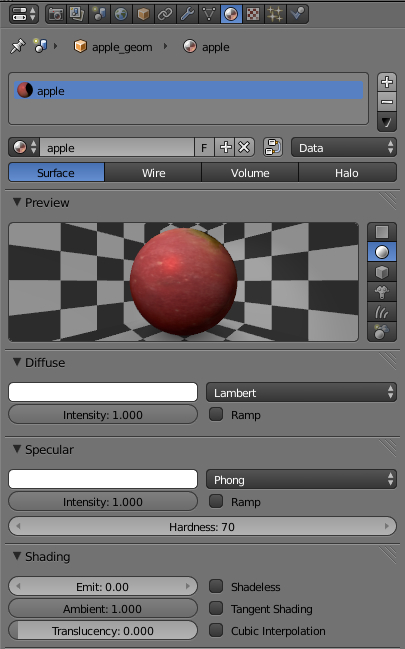 apple_geom apple
apple
apple F Data
Surface Wire Volume Halo
Preview
Diffuse
Lambert
Intensity: 1.000 Ramp
Specular
Phong
Intensity: 1.000 Ramp
Hardness: 70
Shading
Emit: 0.00 Shadeless
Ambient: 1.000 Tangent Shading
Translucency: 0.000 Cubic Interpolation